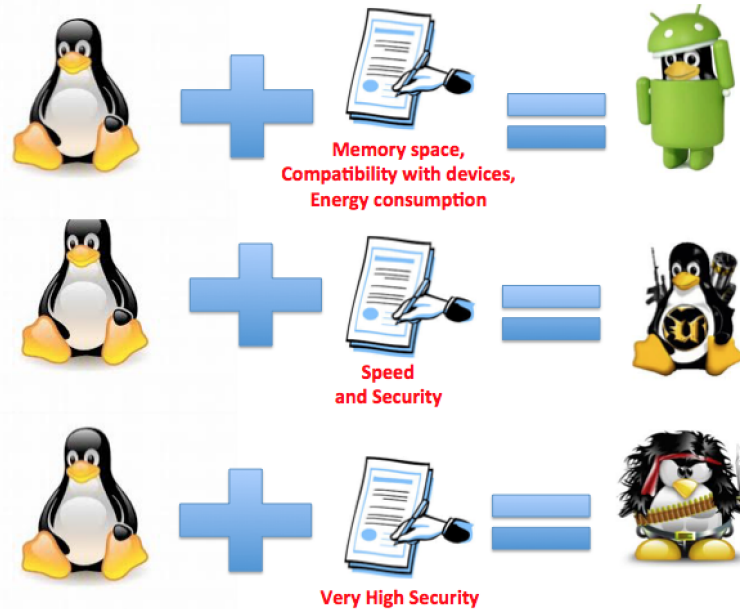 Memory space,
Compatibility with devices,
Energy consumption
Speed
and Security
Very High Security